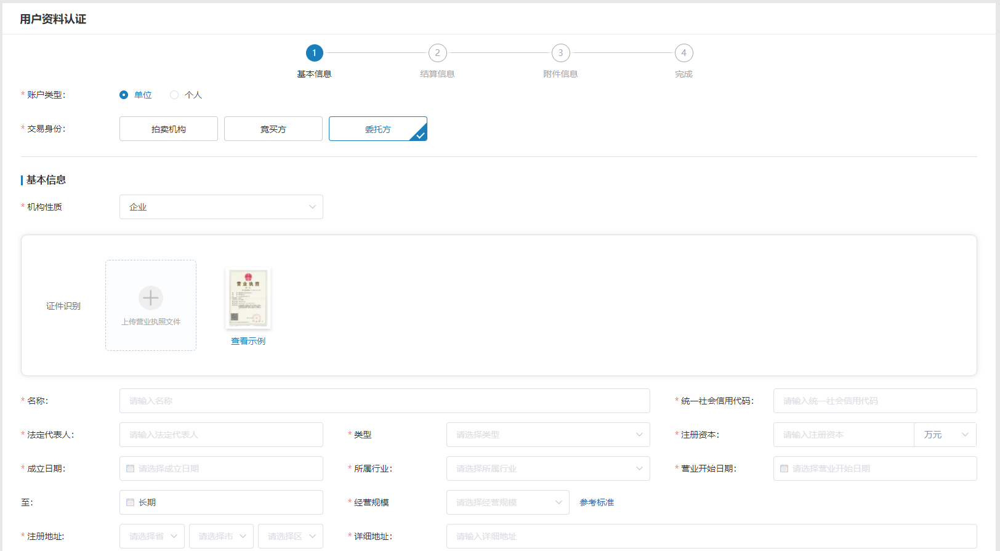 用户资料认证
1 2 3 4
基本信息 结算信息 附件信息 完成
* 账户类型: 单位 个人
* 交易身份: 拍卖机构 竞买方 委托方
基本信息
* 机构性质 企业
证件识别
上传营业执照文件
营业执照
查看示例
* 名称: 请输入名称 * 统一社会信用代码: 请输入统一社会信用代码
* 法定代表人: 请输入法定代表人 * 类型 请选择类型 * 注册资本: 请输入注册资本 万元
* 成立日期: 请选择成立日期 * 所属行业: 请选择所属行业 * 营业开始日期: 请选择营业开始日期
至: 长期 * 经营规模 请选择经营规模 参考标准
* 注册地址: 请选择省 请选择市 请选择区 * 详细地址: 请输入详细地址